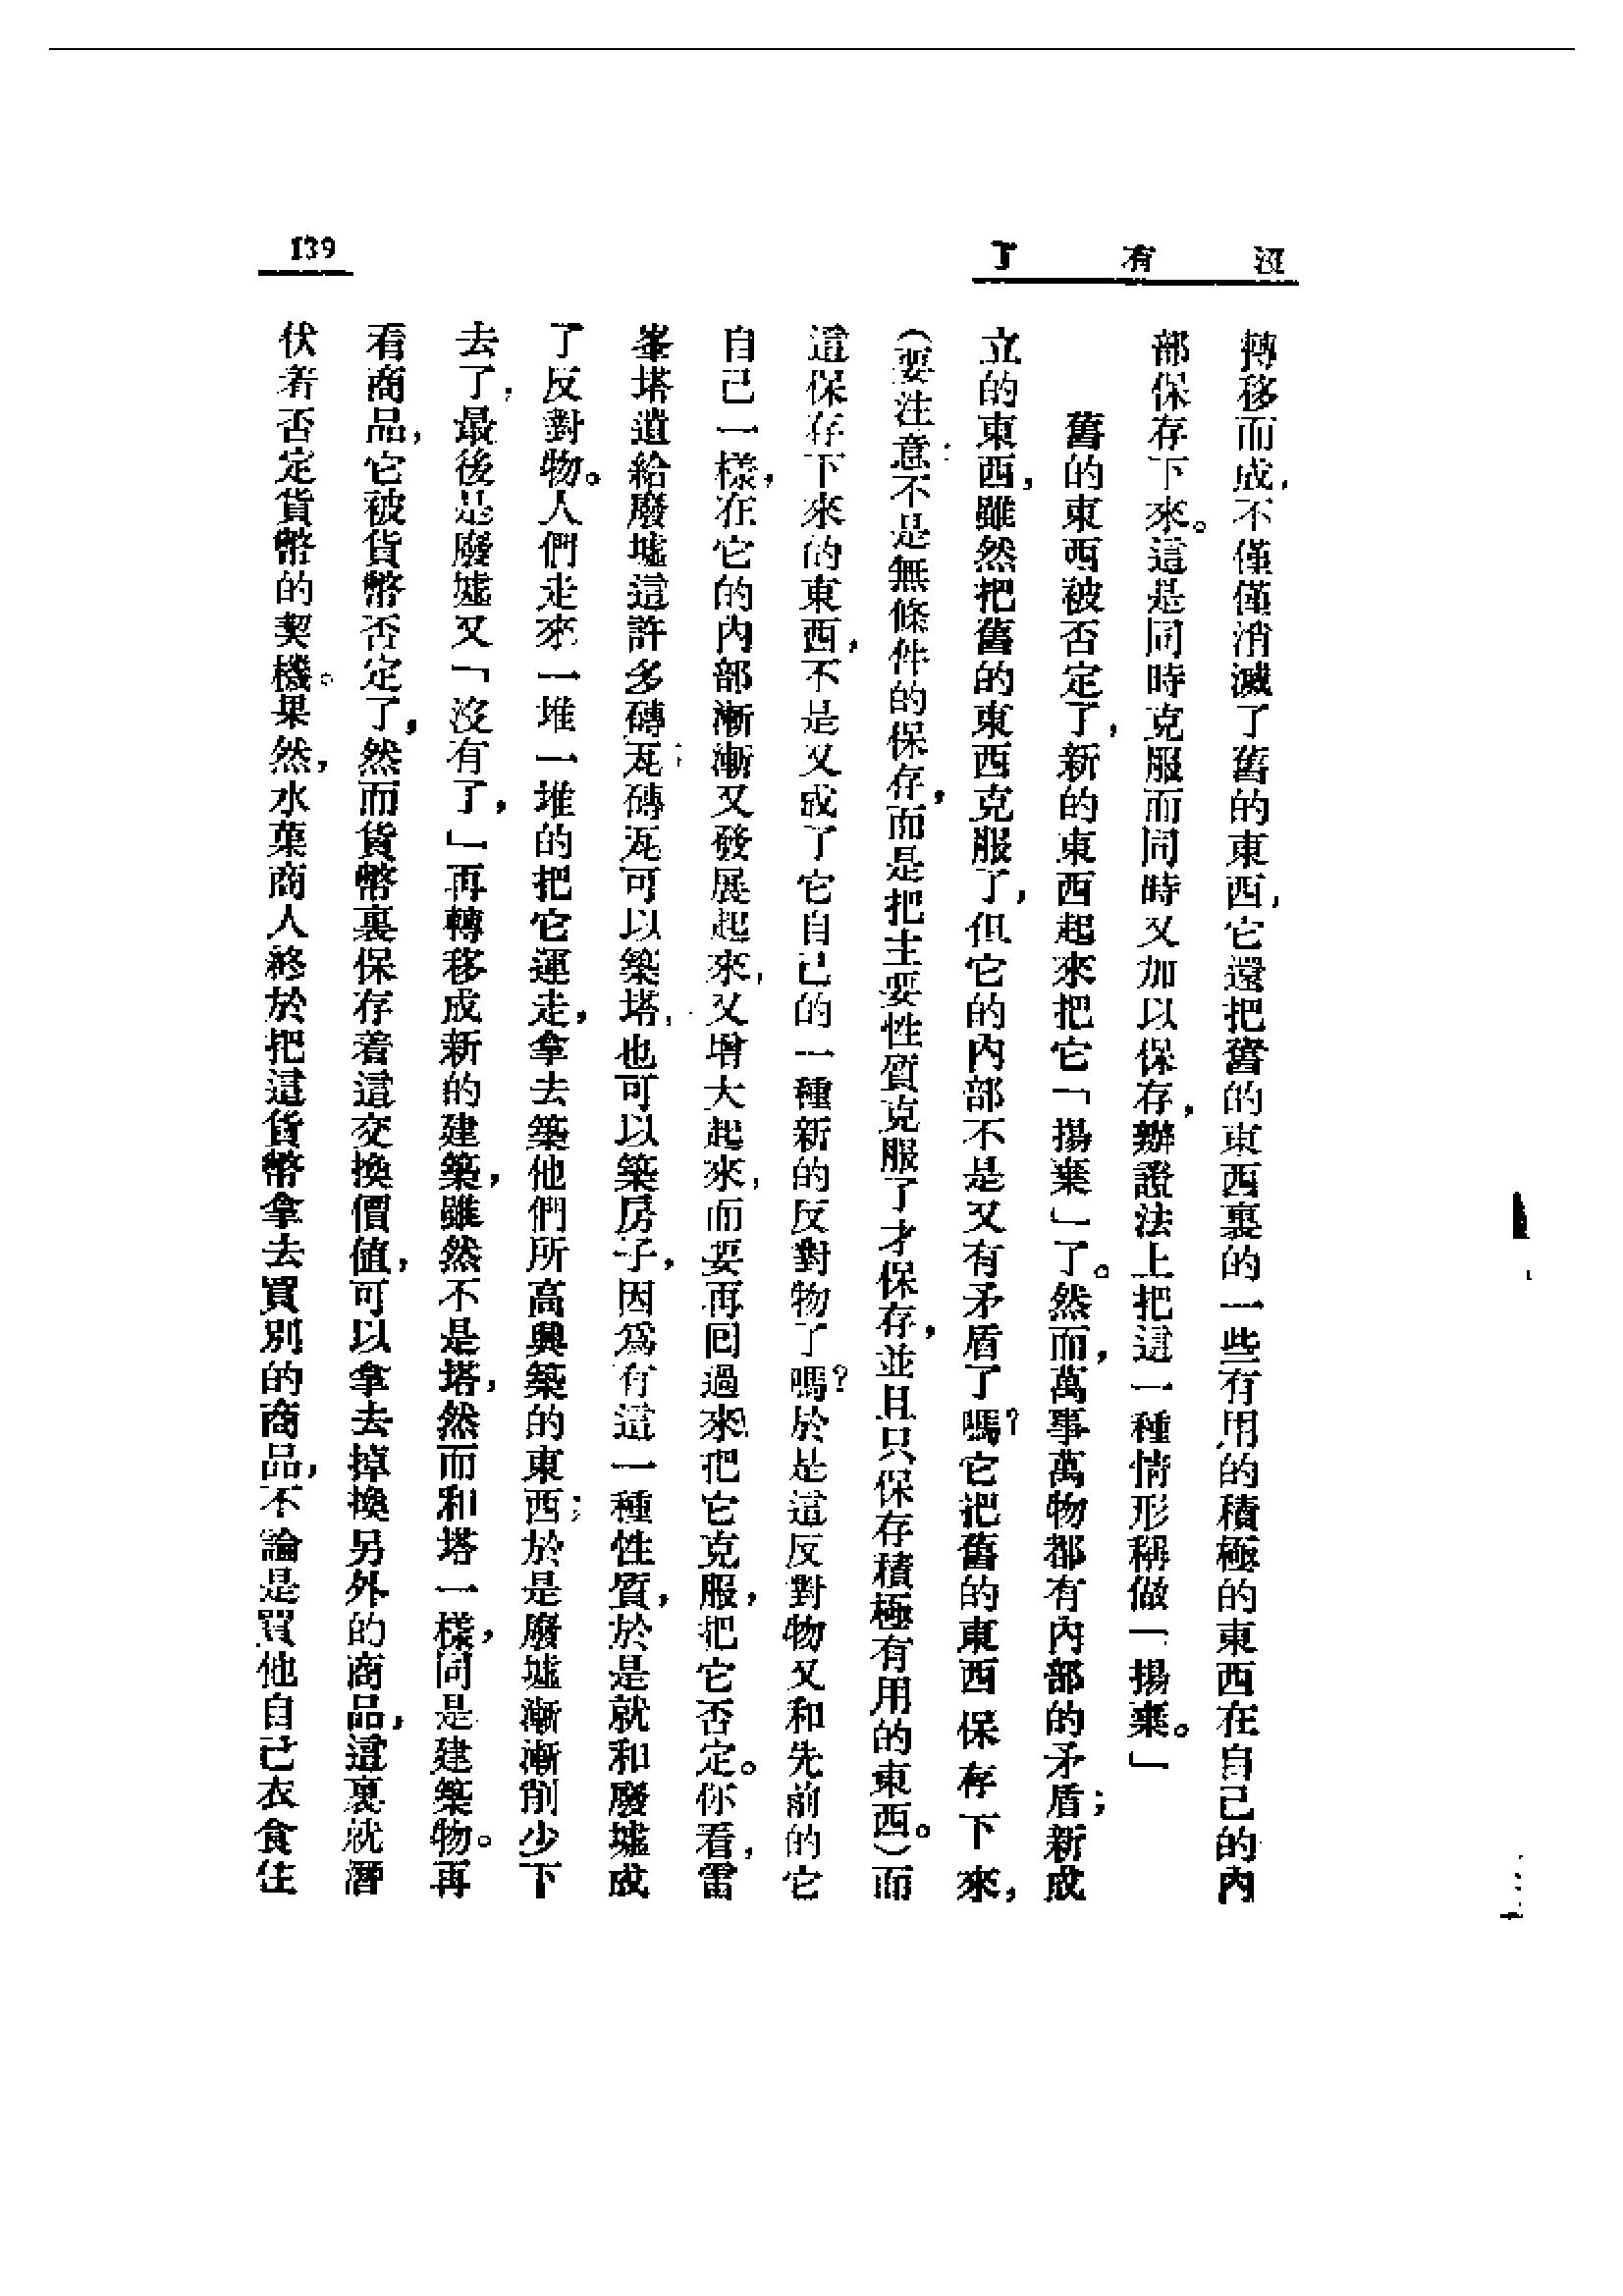 沒有了
139
轉移而成，不僅僅消滅了舊的東西，它還把舊的東西裏的一些有用的積極的東西在自己的內
部保存下來。這是同時克服而同時又加以保存，辯證法上把這一種情形稱做「揚棄。」
舊的東西被否定了，新的東西起來把它「揚棄」了。然而，萬事萬物都有內部的矛盾；新成
立的東西，雖然把舊的東西克服了，但它的內部不是又有矛盾了嗎？它把舊的東西保存下來，
（要注意：不是無條件的保存，而是把主要性質克服了才保存，並且只保存積極有用的東西。）而
這保存下來的東西，不是又成了它自己的一種新的反對物了嗎？於是這反對物又和先前的它
自己一樣，在它的內部漸漸又發展起來，又增大起來，而要再囘過來，把它克服，把它否定。你看，雷
峯塔遺給廢墟這許多磚瓦；磚瓦可以築塔，也可以築房子，因爲有這一種性質，於是就和廢墟成
了反對物。人們走來一堆一堆的把它運走，拿去築他們所高興築的東西；於是廢墟漸漸削少下
去了，最後是廢墟又「沒有了，」再轉移成新的建築，雖然不是塔，然而和塔一樣，同是建築物。再
看商品，它被貨幣否定了，然而貨幣裏保存着這交換價值，可以拿去掉換另外的商品，這裏就潛
伏着否定貨幣的契機。果然，水菓商人終於把這貨幣拿去買別的商品，不論是買他自己衣食住